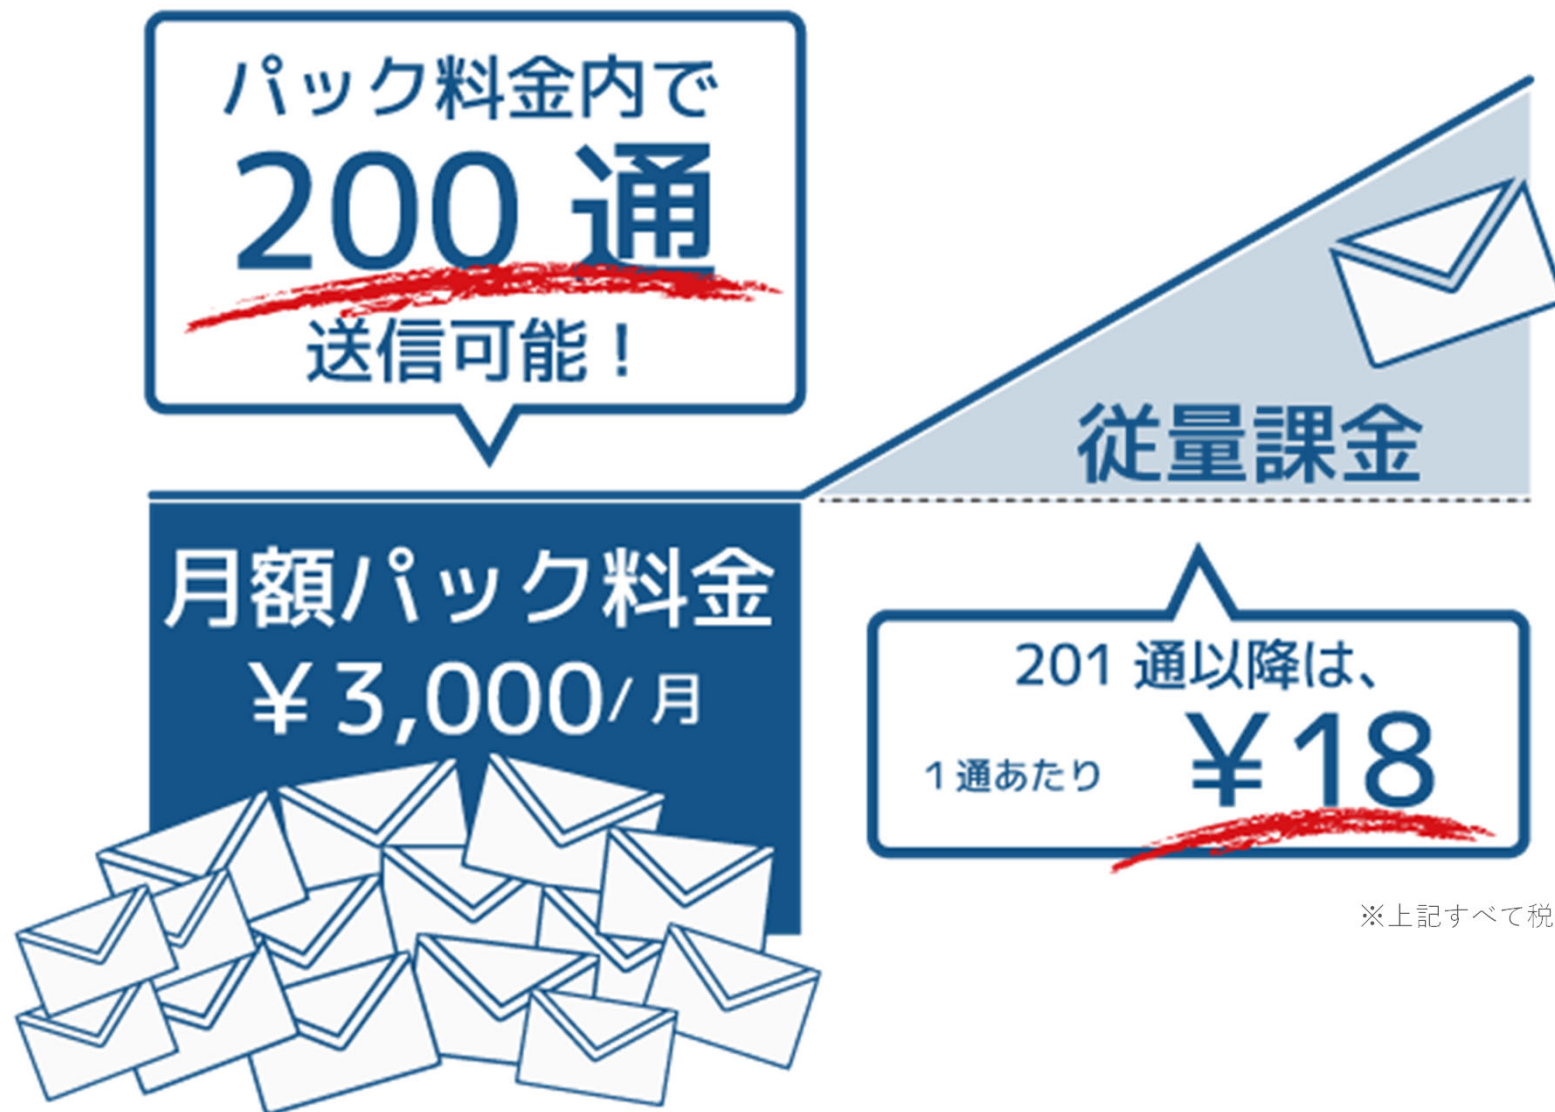 パック料金内で
200 通
送信可能！
従量課金
月額パック料金
￥3,000/ 月
201 通以降は、
1通あたり ￥18
※上記すべて税